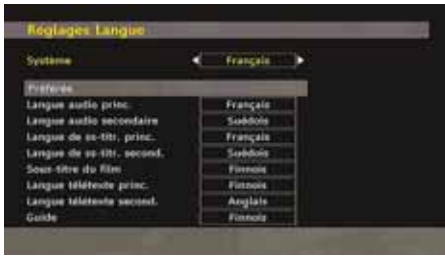 Réglages Langue
Système Français
Préférée
Langue audio princ. Français
Langue audio secondaire Suédois
Langue de ss-titr. princ. Français
Langue de ss-titr. second. Suédois
Sous-titre du film Finnois
Langue télétexte princ. Finnois
Langue télétexte second. Anglais
Guide Finnois